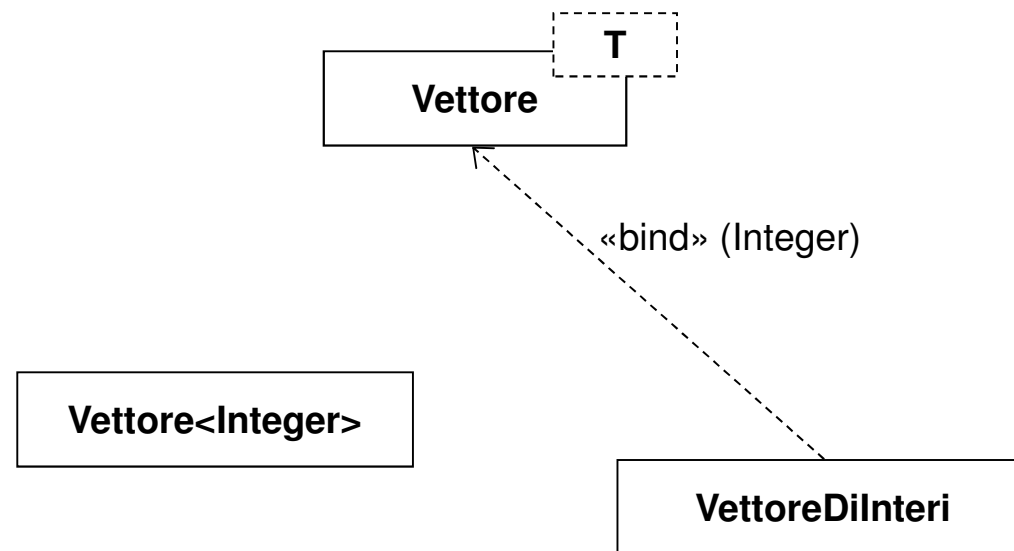 T
Vettore
«bind» (Integer)
Vettore<Integer>
VettoreDiInteri